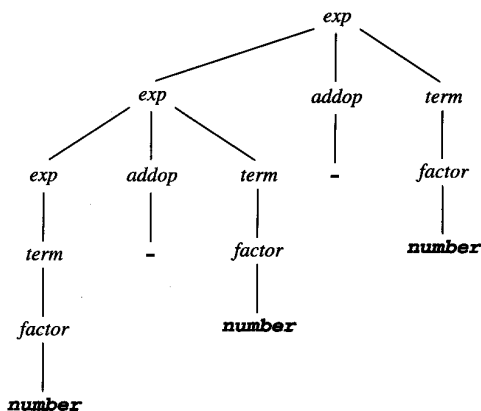 exp
exp addop term
exp addop term - factor
term - factor number
factor number
number